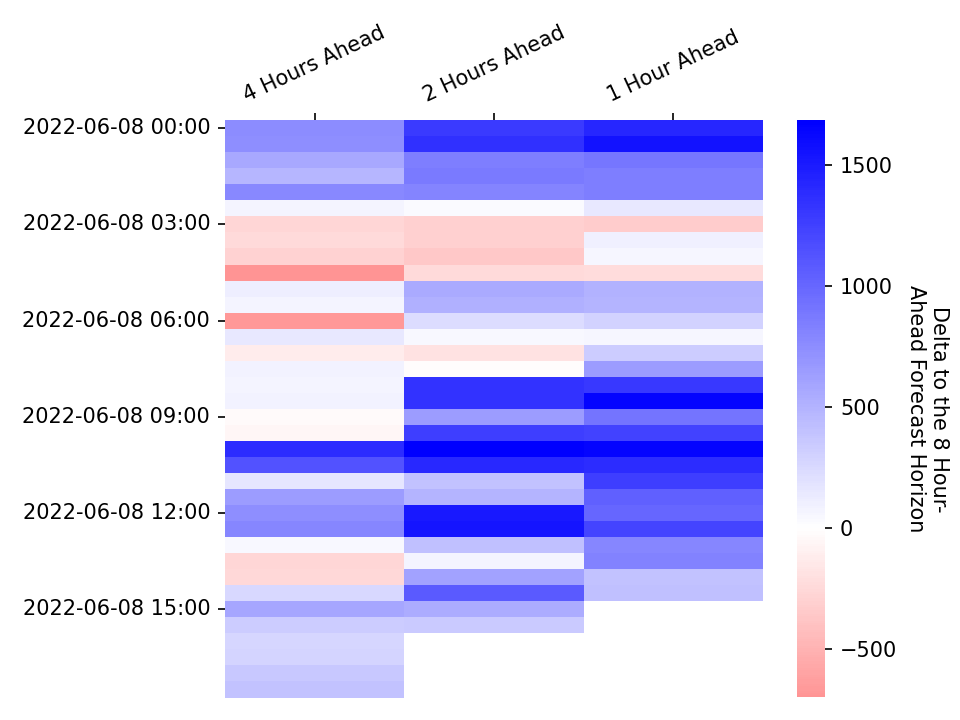 4 Hours Ahead
2 Hours Ahead
1 Hour Ahead
2022-06-08 00:00
2022-06-08 03:00
2022-06-08 06:00
2022-06-08 09:00
2022-06-08 12:00
2022-06-08 15:00
1500
1000
500
0
−500
Delta to the 8 Hour-
Ahead Forecast Horizon